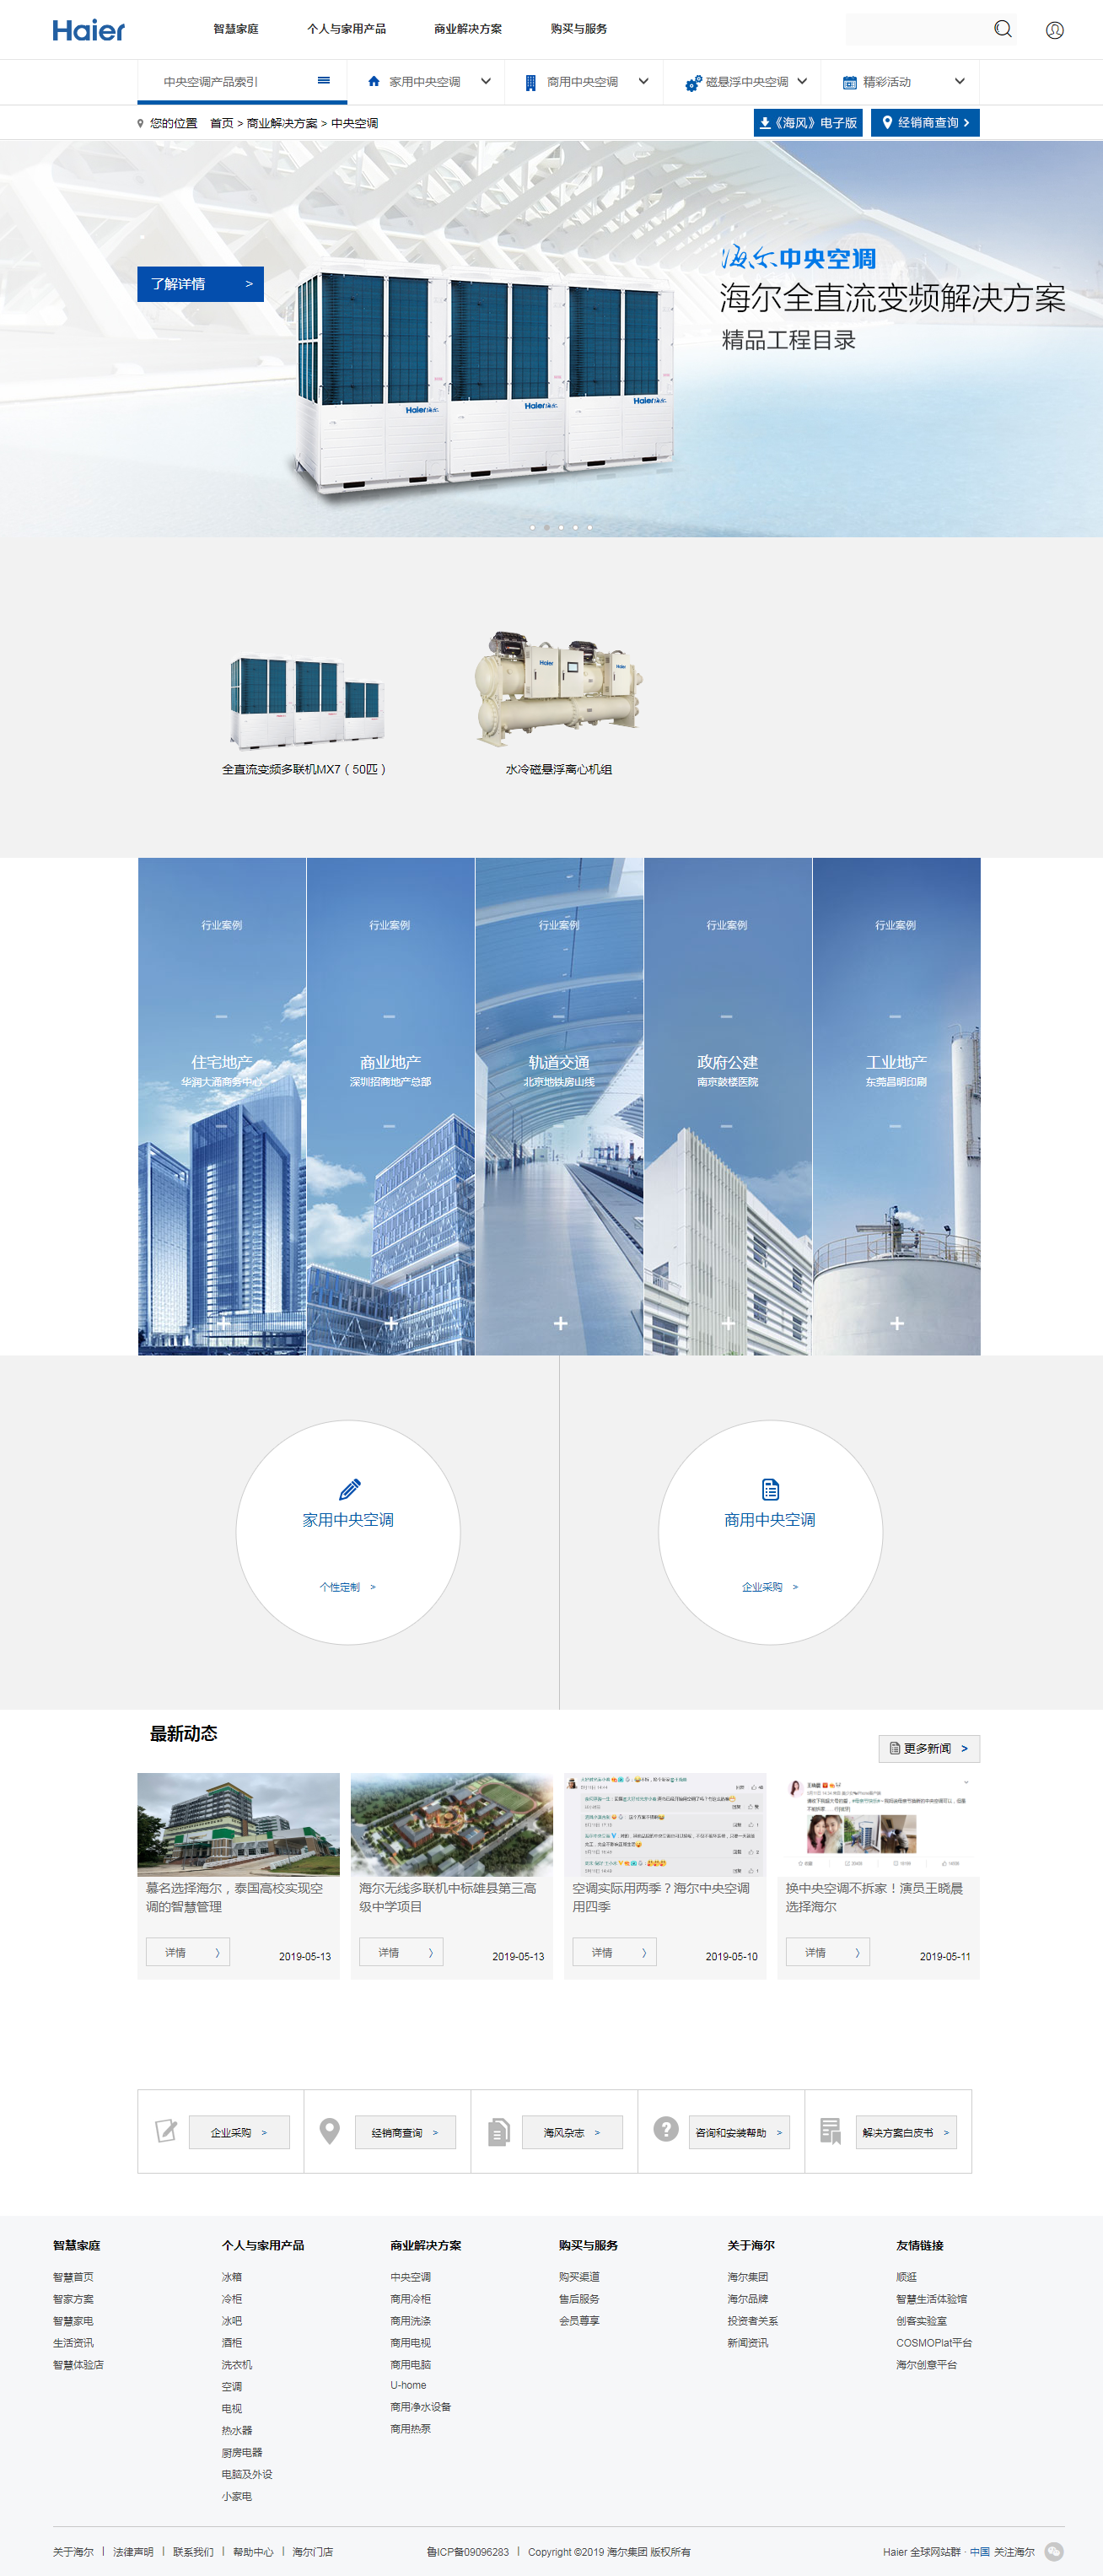 Haier
智慧家庭
个人与家用产品
商业解决方案
购买与服务
中央空调产品索引
家用中央空调
商用中央空调
磁悬浮中央空调
精彩活动
您的位置 首页 > 商业解决方案 > 中央空调
《海风》电子版
经销商查询 >
海尔中央空调
海尔全直流变频解决方案
精品工程目录
了解详情 >
Haier海尔
Haier海尔
Haier海尔
Haier
全直流变频多联机MX7（50匹）
水冷磁悬浮离心机组
行业案例
行业案例
行业案例
行业案例
行业案例
住宅地产
华润大涌商务中心
商业地产
深圳招商地产总部
轨道交通
北京地铁房山线
政府公建
南京鼓楼医院
工业地产
东莞昌明印刷
家用中央空调
个性定制 >
商用中央空调
企业采购 >
最新动态
更多新闻 >
慕名选择海尔，泰国高校实现空
调的智慧管理
详情
2019-05-13
海尔无线多联机中标雄县第三高
级中学项目
详情
2019-05-13
空调实际用两季？海尔中央空调
用四季
详情
2019-05-10
换中央空调不拆家！演员王晓晨
选择海尔
详情
2019-05-11
企业采购 >
经销商查询 >
海风杂志 >
咨询和安装帮助 >
解决方案白皮书 >
智慧家庭
智慧首页
智家方案
智慧家电
生活资讯
智慧体验店
个人与家用产品
冰箱
冷柜
冰吧
酒柜
洗衣机
空调
电视
热水器
厨房电器
电脑及外设
小家电
商业解决方案
中央空调
商用冷柜
商用洗涤
商用电视
商用电脑
U-home
商用净水设备
商用热泵
购买与服务
购买渠道
售后服务
会员尊享
关于海尔
海尔集团
海尔品牌
投资者关系
新闻资讯
友情链接
顺逛
智慧生活体验馆
创客实验室
COSMOPlat平台
海尔创意平台
关于海尔 | 法律声明 | 联系我们 | 帮助中心 | 海尔门店
鲁ICP备09096283 | Copyright ©2019 海尔集团 版权所有
Haier 全球网站群 · 中国 关注海尔